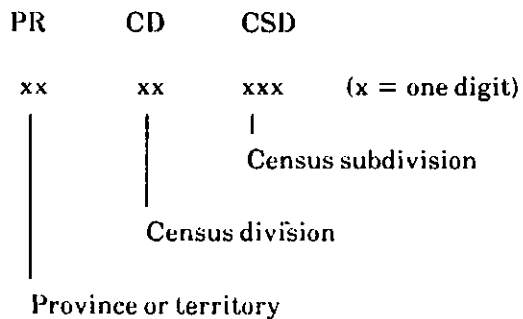 PR CD CSD
xx xx xxx (x = one digit)
Census subdivision
Census division
Province or territory